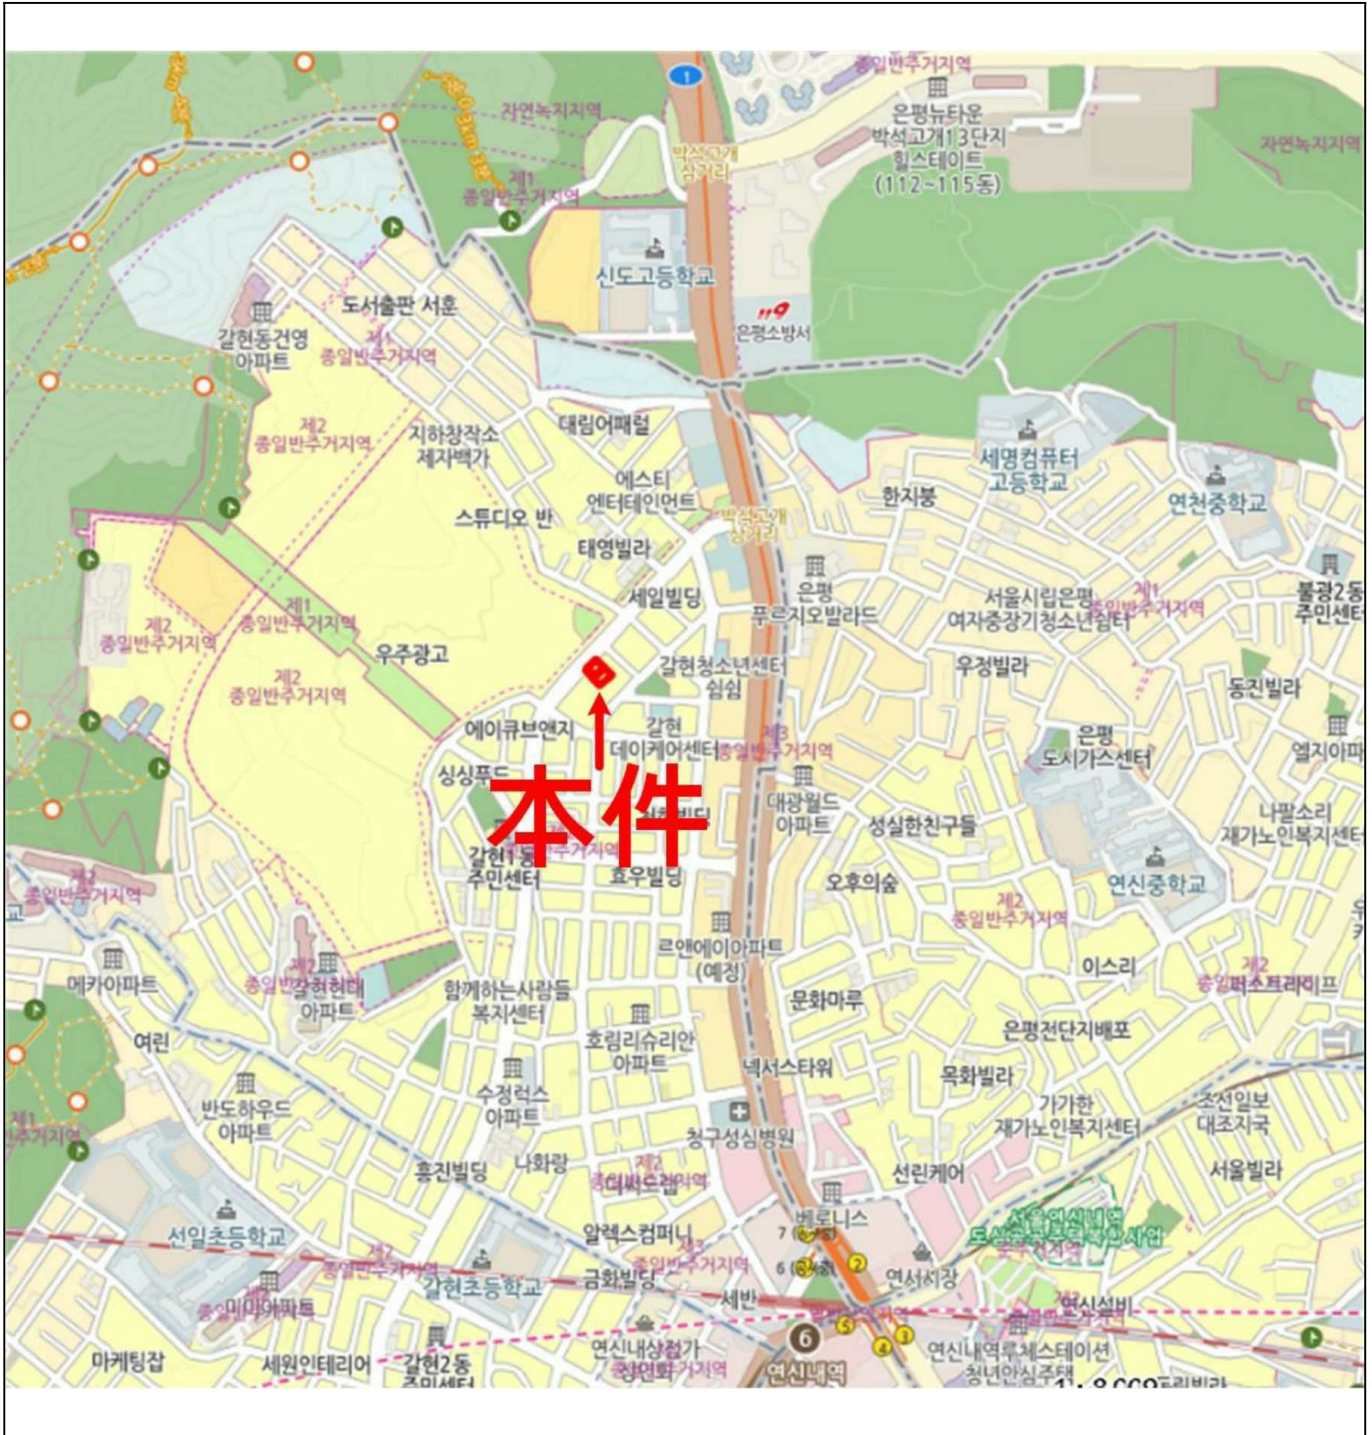 종일반주거지역
1
자연녹지지역
은평뉴타운
박석고개13단지
힐스테이트
(112~115동)
자연녹지지역
박석고개
삼거리
제1
종일반주거지역
신도고등학교
도서출판 서훈
119
은평소방서
갈현동건영
아파트
제1
종일반주거지역
제2
종일반주거지역
지하창작소
제자백가
대림어패럴
세명컴퓨터
고등학교
에스티
엔터테인먼트
한지붕
연천중학교
스튜디오 반
박석고개
삼거리
태영빌라
은평
푸르지오발라드
세일빌딩
서울시립은평
여자중장기청소년쉼터
제1
종일반주거지역
불광2동
주민센터
제1
종일반주거지역
제2
종일반주거지역
우주광고
제2
종일반주거지역
갈현청소년센터
쉼쉼
우정빌라
동진빌라
에이큐브앤지
갈현
데이케어센터
제3
종일반주거지역
은평
도시가스센터
엘지아파
싱싱푸드
本件
대광월드
아파트
성실한친구들
나팔소리
재가노인복지센터
갈현1동
주민센터
효우빌딩
오후의숲
연신중학교
제2
종일반주거지역
제2
종일반주거지역
르앤에이아파트
(예정)
메카아파트
제2
아파트
함께하는사람들
복지센터
이스리
제2
문화마루
여린
호림리슈리안
아파트
은평전단지배포
넥서스타워
목화빌라
수정럭스
아파트
반도하우드
아파트
가가한
재가노인복지센터
조선일보
대조지국
제1
청구성심병원
흥진빌딩
나화랑
제2
선린케어
서울빌라
베로니스
선일초등학교
알렉스컴퍼니
7
제2
종일반주거지역
제3
종일반주거지역
갈현초등학교
금화빌딩
6
2
연서시장
세반
미미아파트
연신설비
5
3
4
6
연신내역
마케팅잡
세원인테리어
갈현2동
주민센터
연신내상점가
연신내역루체스테이션
청년안심주택